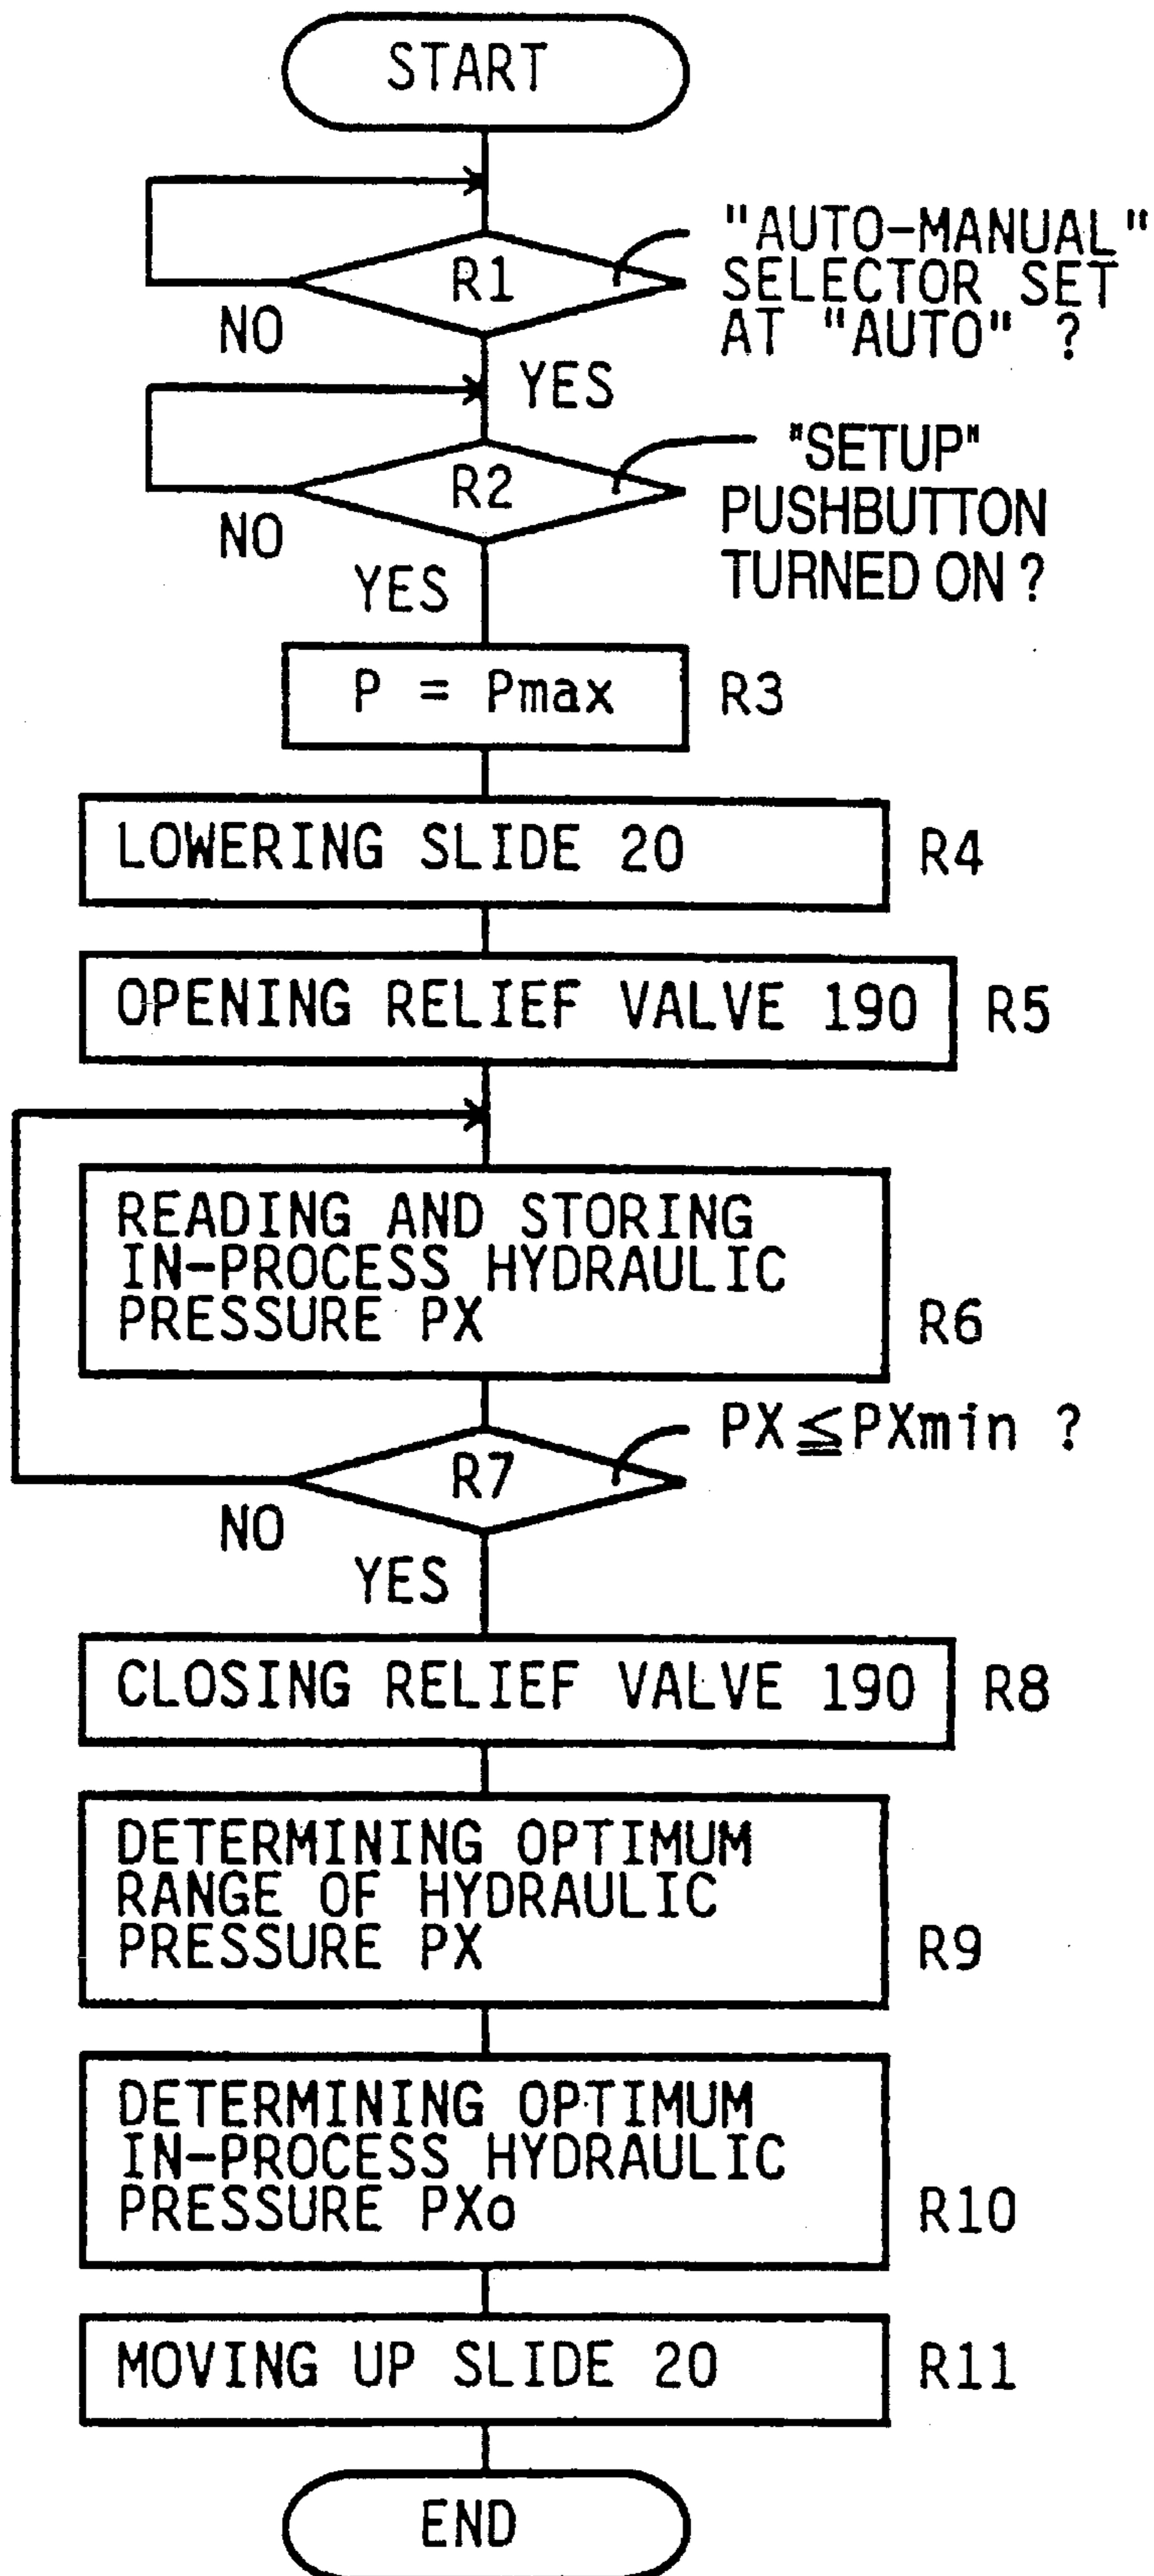 START
R1
"AUTO-MANUAL"
SELECTOR SET
AT "AUTO" ?
NO
YES
R2
"SETUP"
PUSHBUTTON
TURNED ON ?
NO
YES
P = Pmax
R3
LOWERING SLIDE 20
R4
OPENING RELIEF VALVE 190
R5
READING AND STORING
IN-PROCESS HYDRAULIC
PRESSURE PX
R6
PX≦PXmin ?
R7
NO
YES
CLOSING RELIEF VALVE 190
R8
DETERMINING OPTIMUM
RANGE OF HYDRAULIC
PRESSURE PX
R9
DETERMINING OPTIMUM
IN-PROCESS HYDRAULIC
PRESSURE PXo
R10
MOVING UP SLIDE 20
R11
END